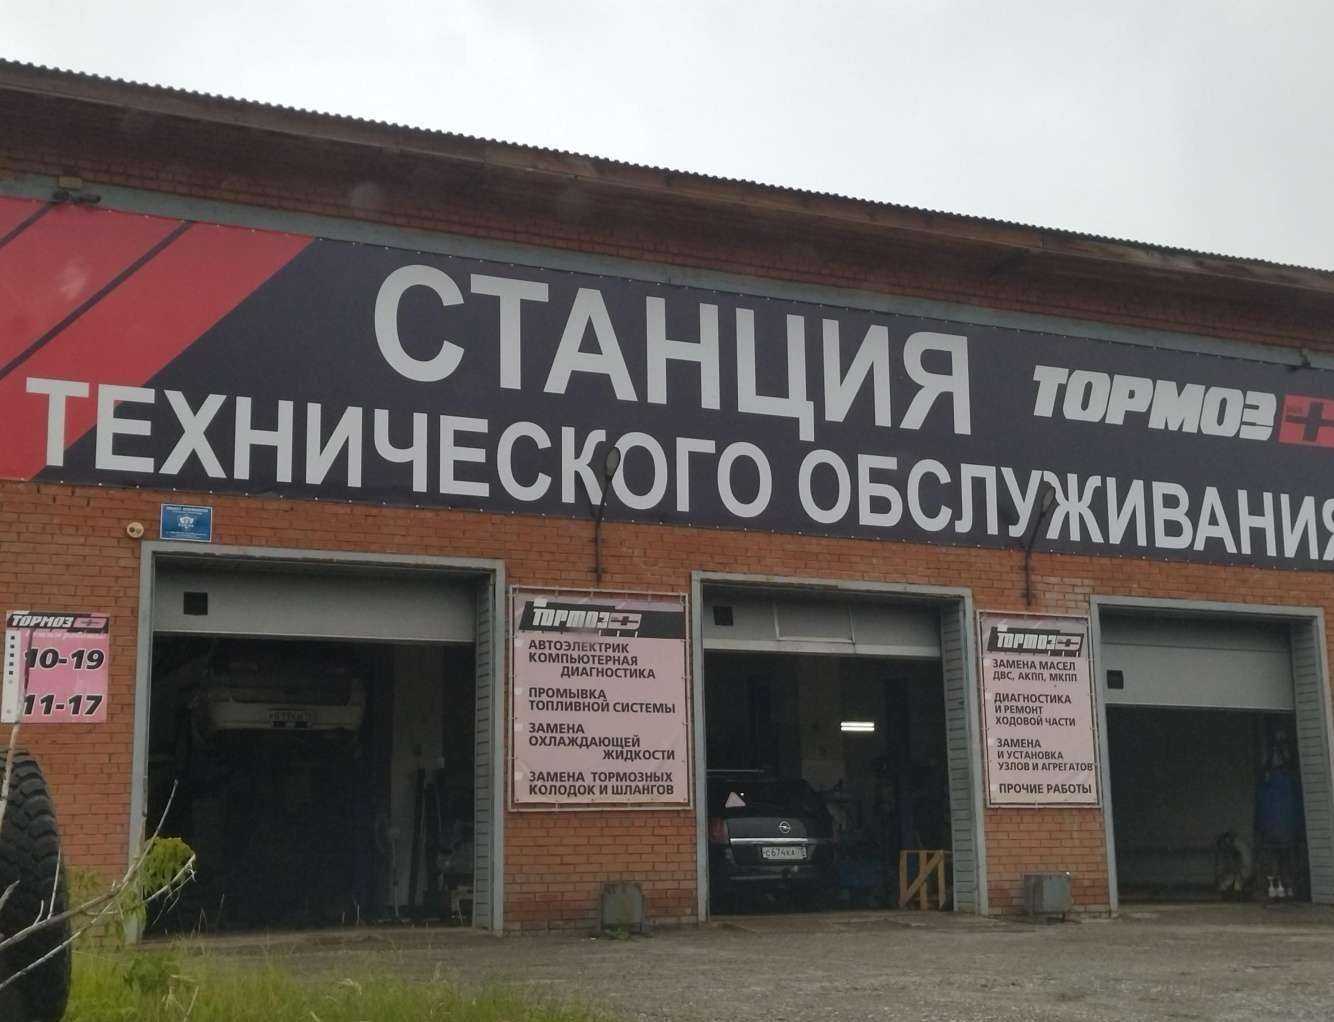 СТАНЦИЯ
ТОРМОЗ+
ТЕХНИЧЕСКОГО ОБСЛУЖИВАНИЯ
ТОРМОЗ+
10-19
11-17
ТОРМОЗ+
АВТОЭЛЕКТРИК
КОМПЬЮТЕРНАЯ
ДИАГНОСТИКА
ПРОМЫВКА
ТОПЛИВНОЙ СИСТЕМЫ
ЗАМЕНА
ОХЛАЖДАЮЩЕЙ
ЖИДКОСТИ
ЗАМЕНА ТОРМОЗНЫХ
КОЛОДОК И ШЛАНГОВ
ТОРМОЗ+
ЗАМЕНА МАСЕЛ
ДВС, АКПП, МКПП
ДИАГНОСТИКА
И РЕМОНТ
ХОДОВОЙ ЧАСТИ
ЗАМЕНА
И УСТАНОВКА
УЗЛОВ И АГРЕГАТОВ
ПРОЧИЕ РАБОТЫ
С674КА